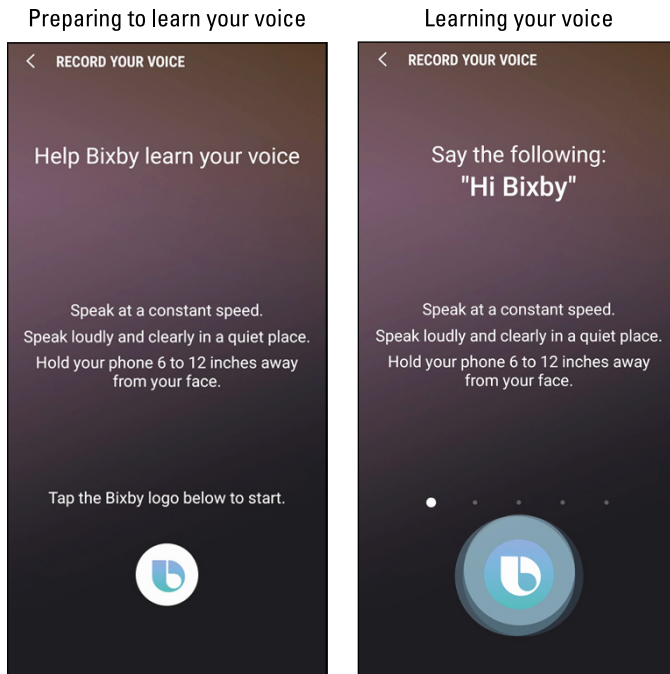 Preparing to learn your voice
RECORD YOUR VOICE
Help Bixby learn your voice
Speak at a constant speed.
Speak loudly and clearly in a quiet place.
Hold your phone 6 to 12 inches away
from your face.
Tap the Bixby logo below to start.
Learning your voice
RECORD YOUR VOICE
Say the following:
"Hi Bixby"
Speak at a constant speed.
Speak loudly and clearly in a quiet place.
Hold your phone 6 to 12 inches away
from your face.